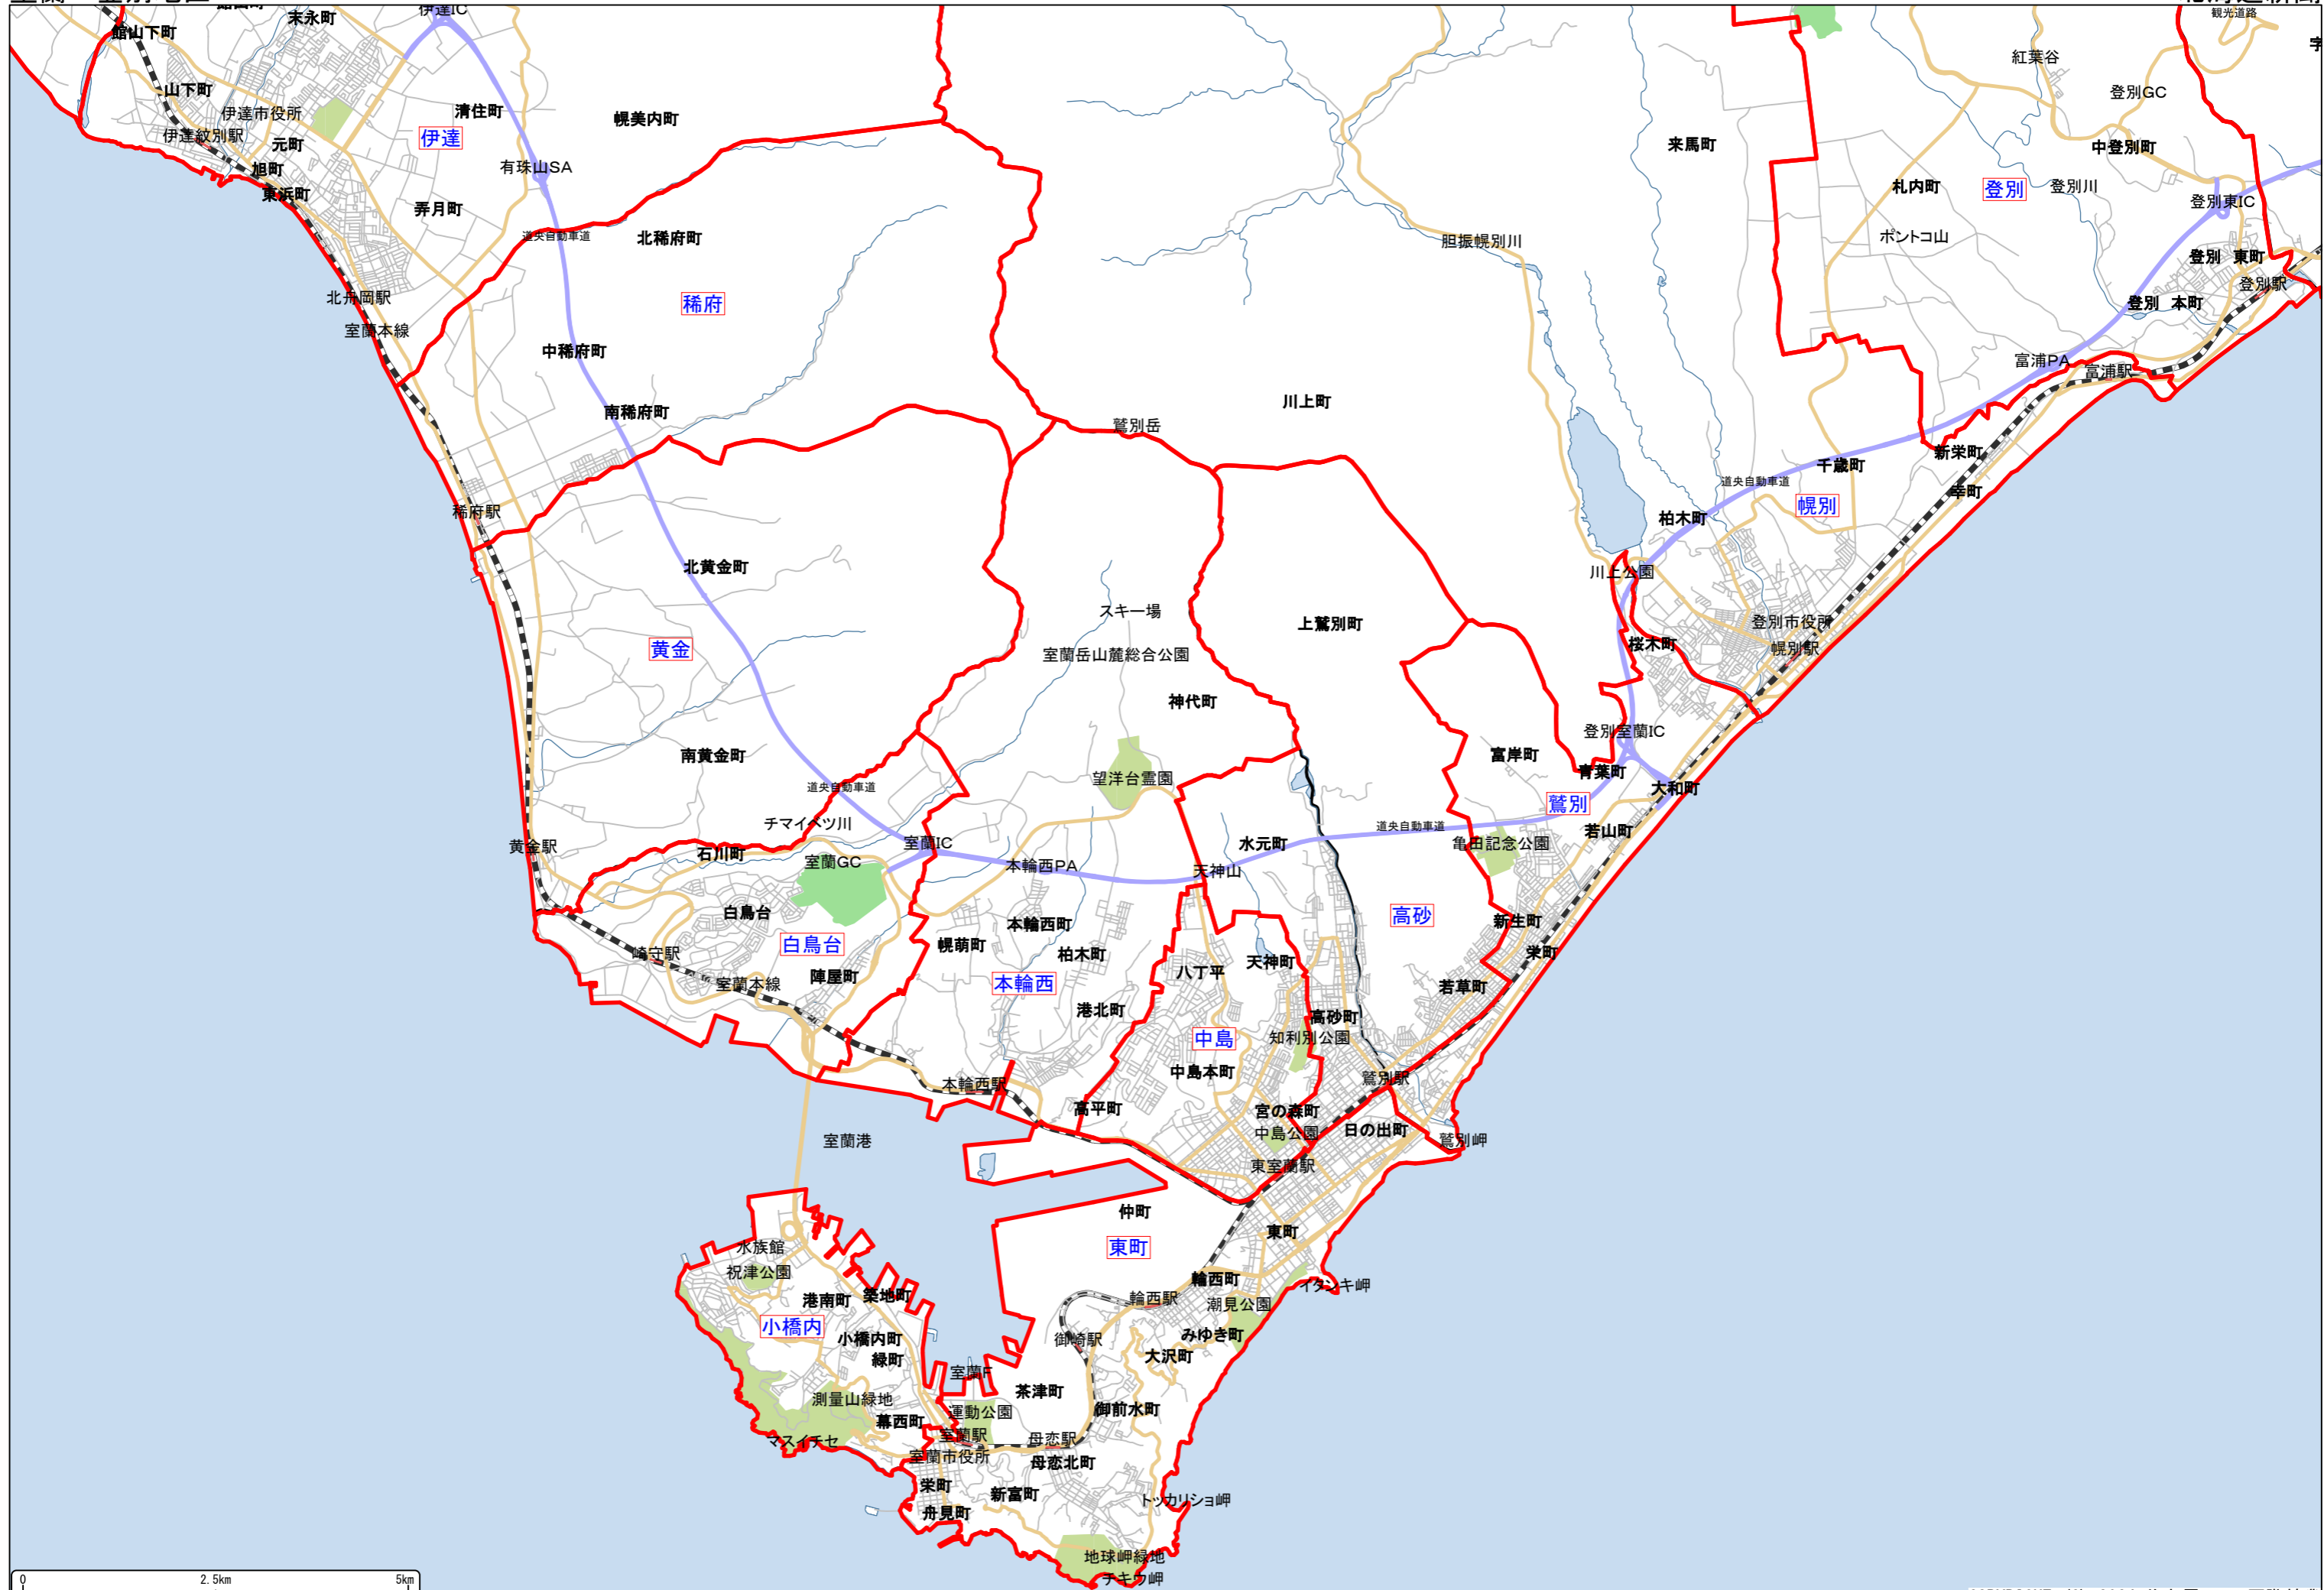 末永町
伊達IC
観光道路
館山下町
紅葉谷
山下町
登別GC
清住町
伊達市役所
幌美内町
伊達
伊達紋別駅
元町
来馬町
中登別町
有珠山SA
旭町
札内町
登別
登別川
東浜町
登別東IC
弄月町
道央自動車道
北稀府町
胆振幌別川
ポントコ山
登別 東町
登別駅
北舟岡駅
稀府
登別 本町
室蘭本線
中稀府町
富浦PA
富浦駅
南稀府町
川上町
鷲別岳
新栄町
千歳町
道央自動車道
幸町
稀府駅
幌別
柏木町
北黄金町
川上公園
スキー場
上鷲別町
登別市役所
桜木町
黄金
室蘭岳山麓総合公園
幌別駅
神代町
登別室蘭IC
南黄金町
富岸町
青葉町
望洋台霊園
道央自動車道
大和町
鷲別
チマイベツ川
道央自動車道
若山町
黄金駅
石川町
室蘭GC
室蘭IC
水元町
亀田記念公園
本輪西PA
天神山
白鳥台
高砂
本輪西町
新生町
白鳥台
幌萌町
柏木町
栄町
崎守駅
天神町
八丁平
陣屋町
室蘭本線
本輪西
若草町
港北町
高砂町
中島
知利別公園
中島本町
鷲別駅
本輪西駅
高平町
宮の森町
中島公園
日の出町
室蘭港
鷲別岬
東室蘭駅
仲町
東町
水族館
東町
祝津公園
輪西町
イタンキ岬
港南町
築地町
輪西駅
潮見公園
小橋内
小橋内町
御崎駅
みゆき町
緑町
大沢町
室蘭F
測量山緑地
茶津町
運動公園
御前水町
幕西町
マスイチセ
室蘭駅
母恋駅
室蘭市役所
母恋北町
栄町
新富町
トッカリショ岬
舟見町
地球岬緑地
チキウ岬
0 2.5km 5km